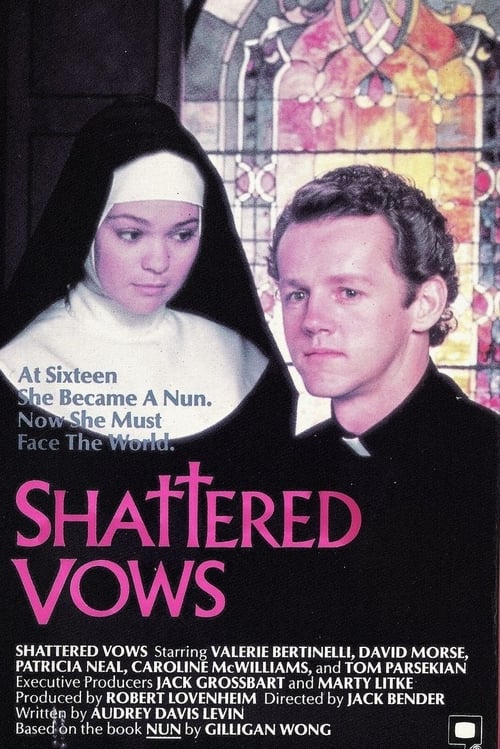 At Sixteen
She Became A Nun.
Now She Must
Face The World.
SHATTERED
VOWS
SHATTERED VOWS Starring VALERIE BERTINELLI, DAVID MORSE,
PATRICIA NEAL, CAROLINE McWILLIAMS, and TOM PARSEKIAN
Executive Producers JACK GROSSBART and MARTY LITKE
Produced by ROBERT LOVENHEIM Directed by JACK BENDER
Written by AUDREY DAVIS LEVIN
Based on the book NUN by GILLIGAN WONG